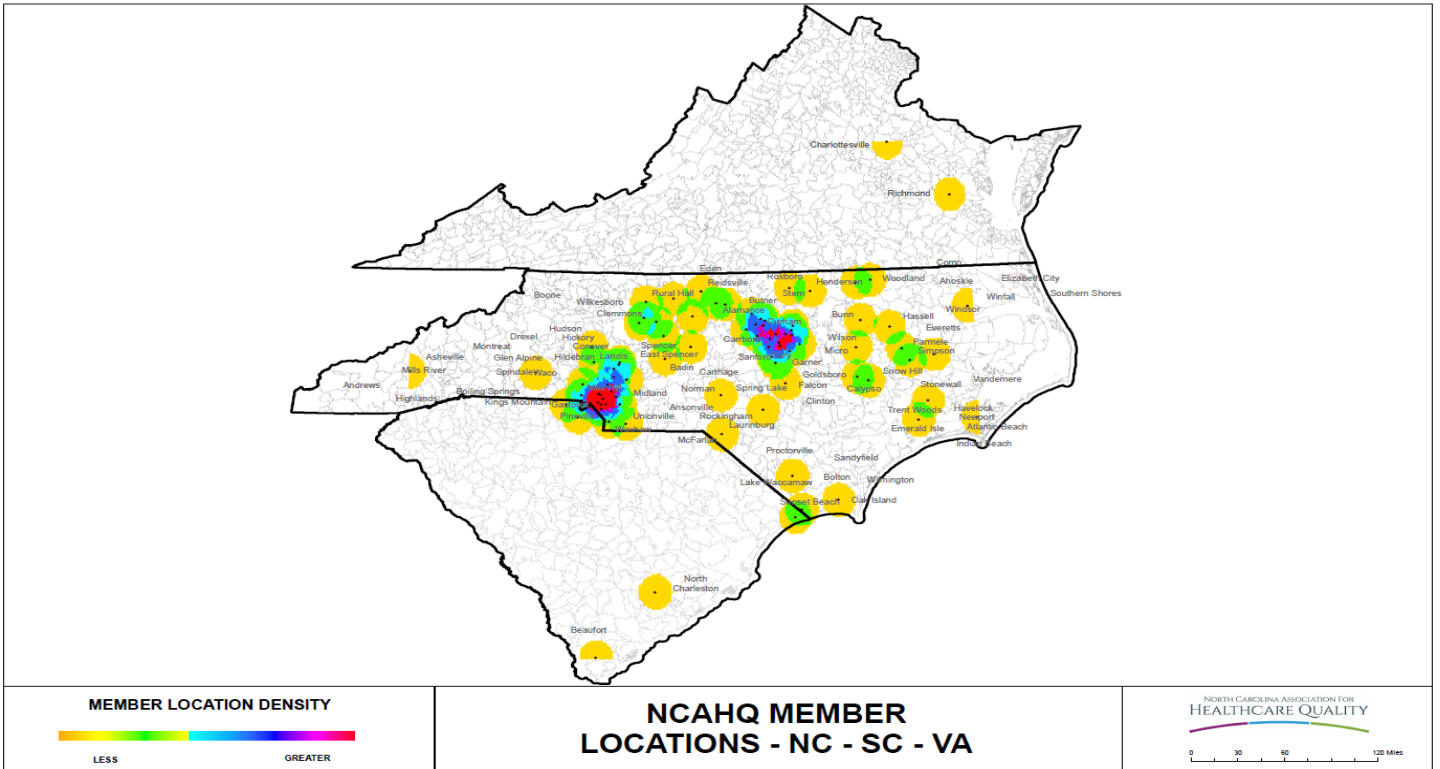 Charlottesville
Richmond
Como
Eden
Roxboro
Reidsville
Henderson
Woodland
Ahoskie
Elizabeth City
Boone
Rural Hall
Stem
Southern Shores
Wilkesboro
Butner
Winfall
Clemmons
Alamance
Bunn
Hassell
Windsor
Hudson
Durham
Everetts
Drexel
Hickory
Carrboro
Wilson
Parmele
Montreat
Conover
Spencer
Micro
Simpson
Asheville
Glen Alpine
Hildebran
Landis
East Spencer
Sanford
Garner
Mills River
Spindale
Waco
Badin
Carthage
Goldsboro
Snow Hill
Vandemere
Andrews
Highlands
Boiling Springs
Midland
Norman
Spring Lake
Falcon
Calypso
Stonewall
Kings Mountain
Ansonville
Clinton
Trent Woods
Havelock
Unionville
Rockingham
Newport
Laurinburg
Emerald Isle
Atlantic Beach
McFarlan
Indian Beach
Proctorville
Sandyfield
Lake Waccamaw
Bolton
Wilmington
Sunset Beach
Oak Island
North
Charleston
Beaufort
MEMBER LOCATION DENSITY
LESS
GREATER
NCAHQ MEMBER
LOCATIONS - NC - SC - VA
NORTH CAROLINA ASSOCIATION FOR
HEALTHCARE QUALITY
0 30 60 120 Miles